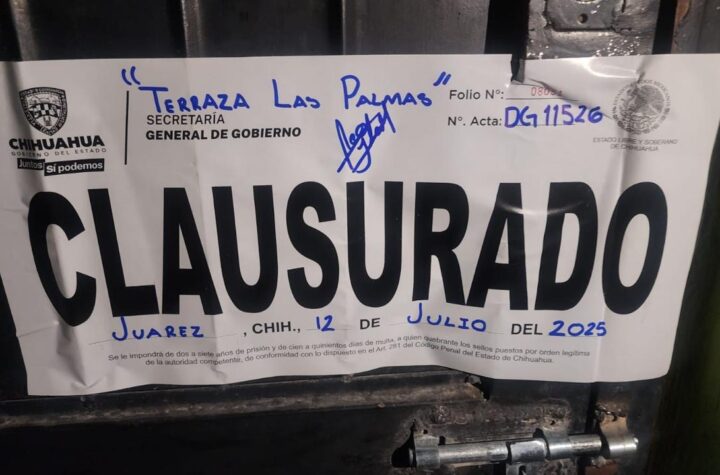 "TERRAZA LAS PALMAS"
CHIHUAHUA
GOBIERNO DEL ESTADO
Juntos Sí podemos
SECRETARÍA
GENERAL DE GOBIERNO
Folio N°:
N°. Acta: DG11526
ESTADO LIBRE Y SOBERANO
DE CHIHUAHUA
CLAUSURADO
JUAREZ, CHIH., 12 DE JULIO DEL 2025
Se le impondrá de dos a siete años de prisión y de cien a quinientos días de multa, a quien quebrante los sellos puestos por orden legítima
de la autoridad competente, de conformidad con lo dispuesto en el Art. 281 del Código Penal del Estado de Chihuahua.